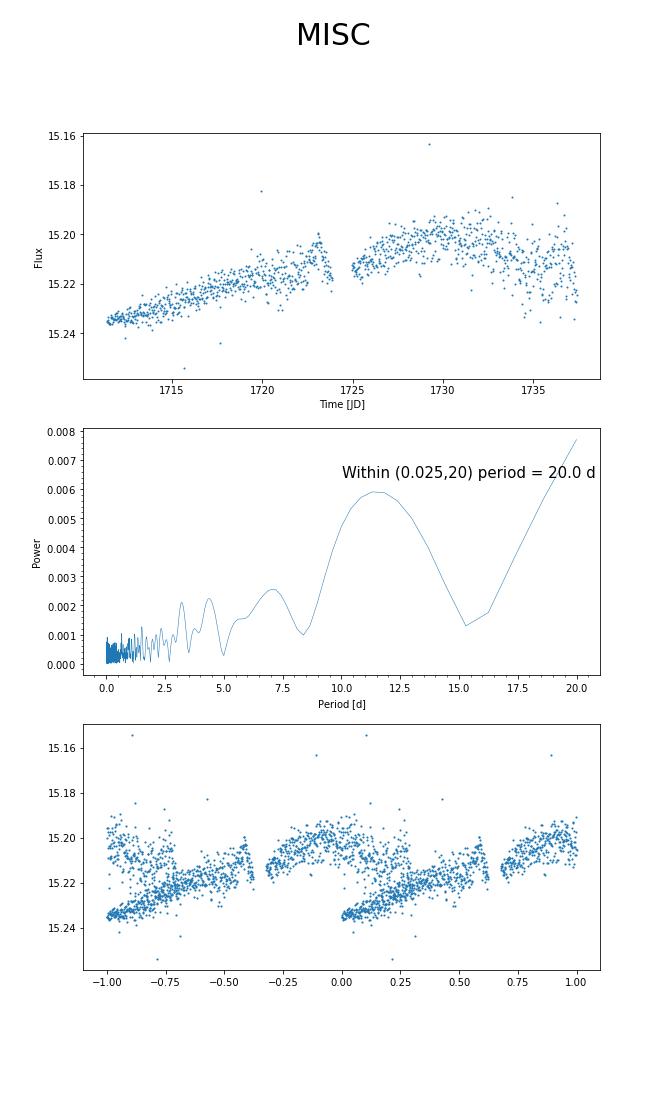 MISC
15.16
15.18
15.20
15.22
15.24
Flux
1715 1720 1725 1730 1735
Time [JD]
0.008
0.007
0.006
0.005
0.004
0.003
0.002
0.001
0.000
Power
Within (0.025,20) period = 20.0 d
0.0 2.5 5.0 7.5 10.0 12.5 15.0 17.5 20.0
Period [d]
15.16
15.18
15.20
15.22
15.24
−1.00 −0.75 −0.50 −0.25 0.00 0.25 0.50 0.75 1.00